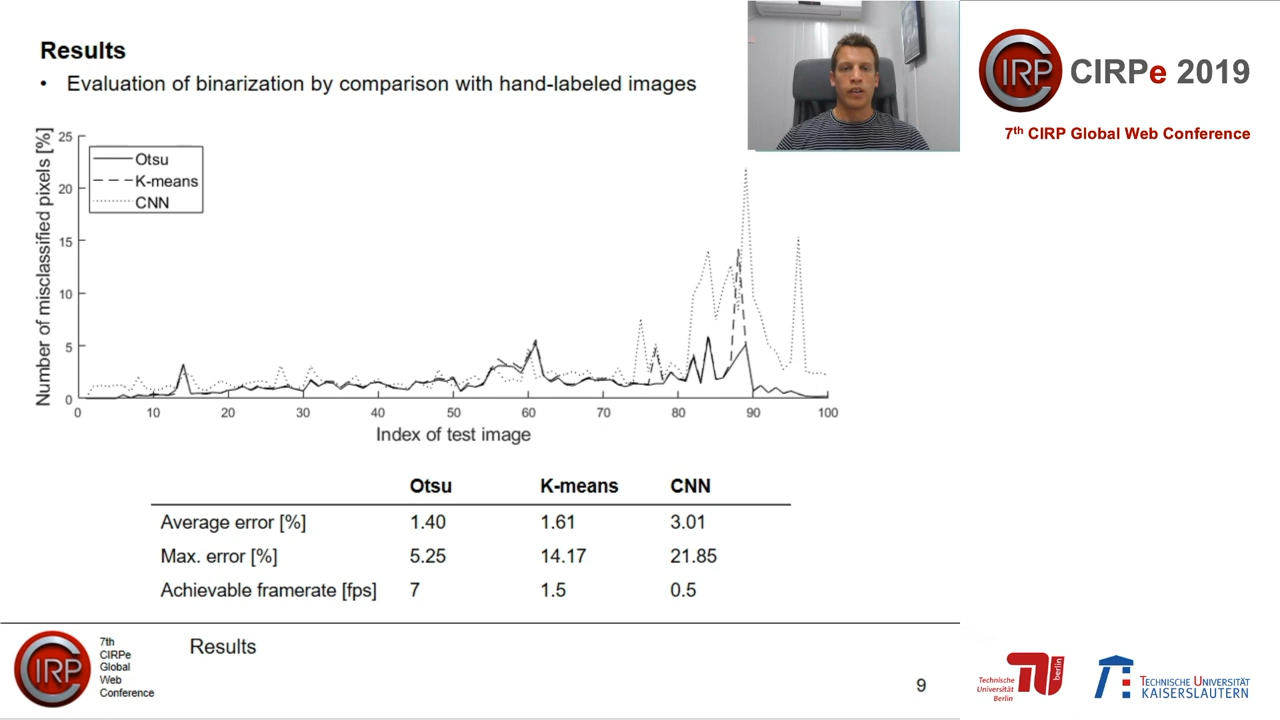 Results
• Evaluation of binarization by comparison with hand-labeled images
CIRP
CIRPe 2019
7th CIRP Global Web Conference
Number of misclassified pixels [%]
25
20
15
10
5
0
Otsu
K-means
CNN
0 10 20 30 40 50 60 70 80 90 100
Index of test image
Otsu K-means CNN
Average error [%] 1.40 1.61 3.01
Max. error [%] 5.25 14.17 21.85
Achievable framerate [fps] 7 1.5 0.5
CIRP
7th
CIRPe
Global
Web
Conference
Results
9
Technische
Universität
Berlin
berlin
TECHNISCHE UNIVERSITÄT
KAISERSLAUTERN